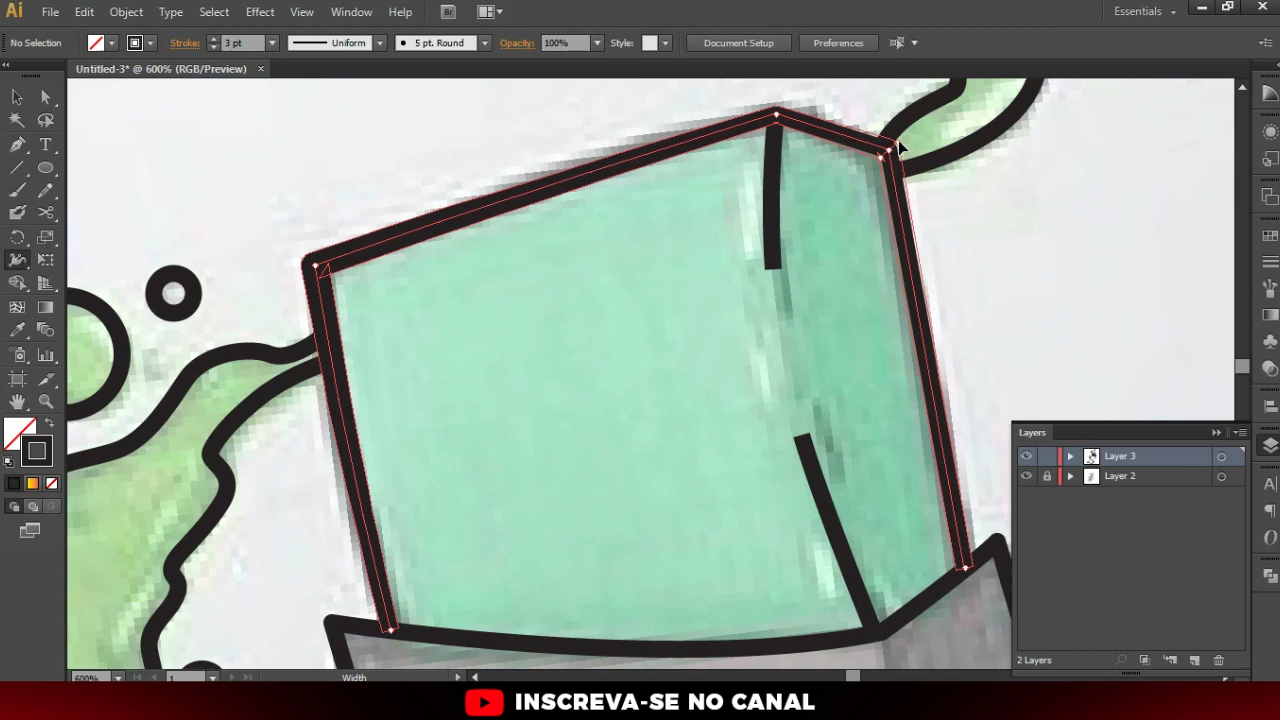 Ai File Edit Object Type Select Effect View Window Help Br Essentials
No Selection Stroke: 3 pt Uniform 5 pt. Round Opacity: 100% Style: Document Setup Preferences
Untitled-3* @ 600% (RGB/Preview) ×
Layers
Layer 3
Layer 2
2 Layers
600% 1 Width
INSCREVA-SE NO CANAL